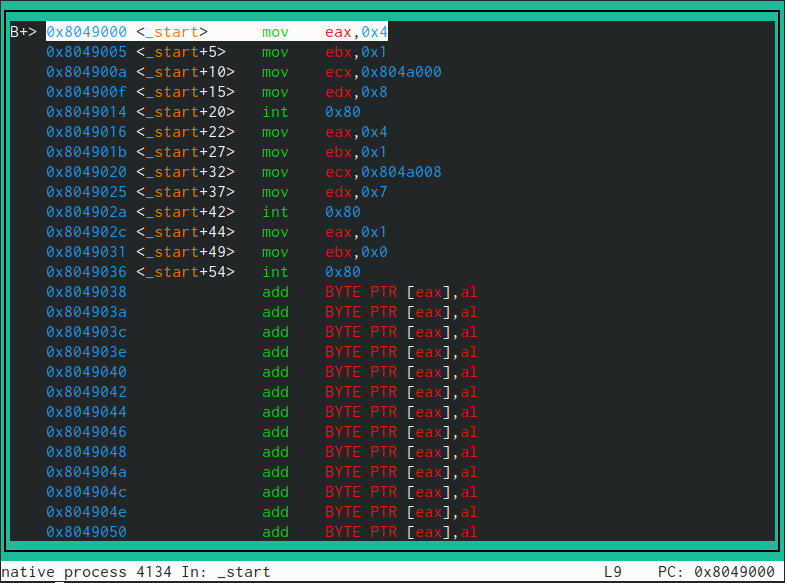 B+> 0x8049000 <_start> mov eax,0x4
0x8049005 <_start+5> mov ebx,0x1
0x804900a <_start+10> mov ecx,0x804a000
0x804900f <_start+15> mov edx,0x8
0x8049014 <_start+20> int 0x80
0x8049016 <_start+22> mov eax,0x4
0x804901b <_start+27> mov ebx,0x1
0x8049020 <_start+32> mov ecx,0x804a008
0x8049025 <_start+37> mov edx,0x7
0x804902a <_start+42> int 0x80
0x804902c <_start+44> mov eax,0x1
0x8049031 <_start+49> mov ebx,0x0
0x8049036 <_start+54> int 0x80
0x8049038 add BYTE PTR [eax],al
0x804903a add BYTE PTR [eax],al
0x804903c add BYTE PTR [eax],al
0x804903e add BYTE PTR [eax],al
0x8049040 add BYTE PTR [eax],al
0x8049042 add BYTE PTR [eax],al
0x8049044 add BYTE PTR [eax],al
0x8049046 add BYTE PTR [eax],al
0x8049048 add BYTE PTR [eax],al
0x804904a add BYTE PTR [eax],al
0x804904c add BYTE PTR [eax],al
0x804904e add BYTE PTR [eax],al
0x8049050 add BYTE PTR [eax],al
native process 4134 In: _start L9 PC: 0x8049000